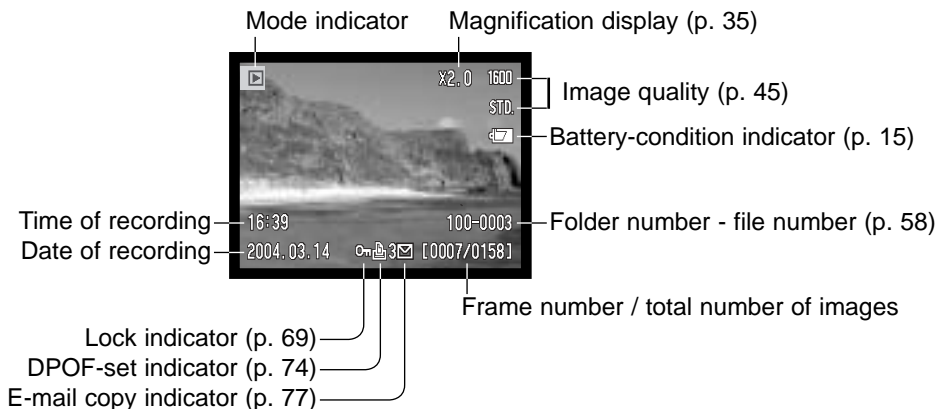 Mode indicator
Magnification display (p. 35)
X2.0 1600
STD.
Image quality (p. 45)
Battery-condition indicator (p. 15)
Time of recording
16:39
100-0003
Folder number - file number (p. 58)
Date of recording
2004.03.14
3
[0007/0158]
Frame number / total number of images
Lock indicator (p. 69)
DPOF-set indicator (p. 74)
E-mail copy indicator (p. 77)